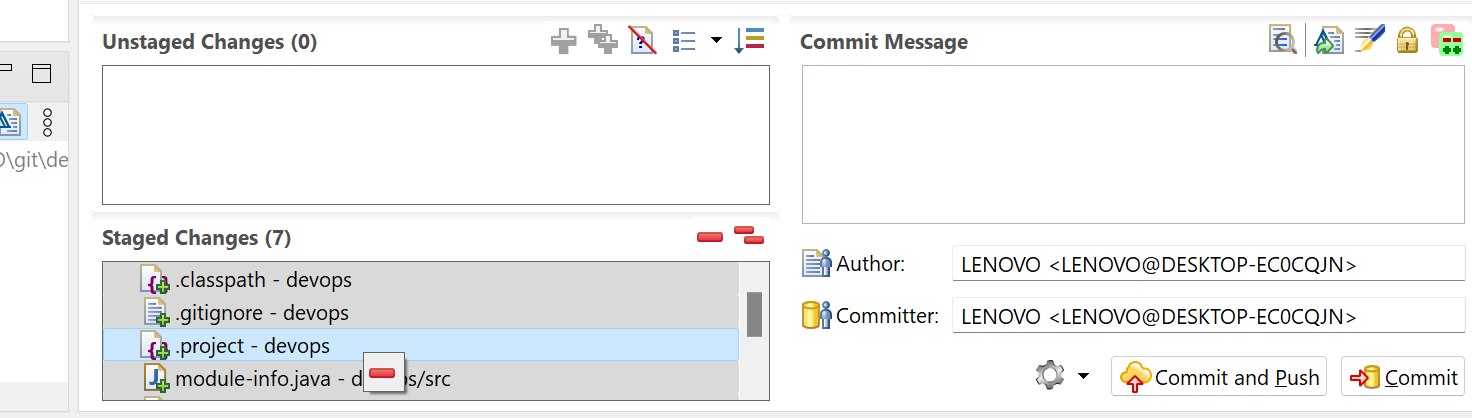 Unstaged Changes (0)
Commit Message
D\git\de
Staged Changes (7)
.classpath - devops
.gitignore - devops
.project - devops
module-info.java - d ps/src
Author:
LENOVO <LENOVO@DESKTOP-EC0CQJN>
Committer:
LENOVO <LENOVO@DESKTOP-EC0CQJN>
Commit and Push
Commit